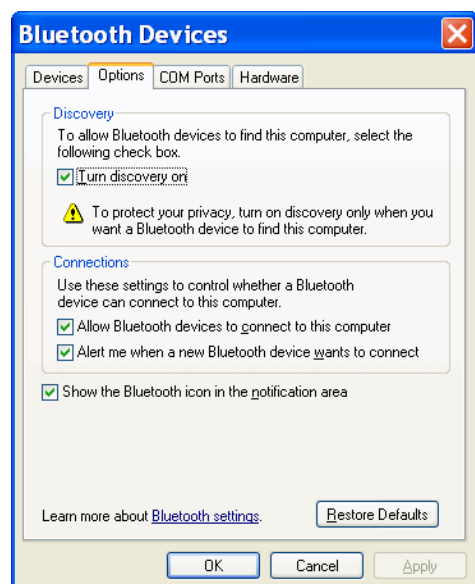 Bluetooth Devices
Devices Options COM Ports Hardware
Discovery
To allow Bluetooth devices to find this computer, select the
following check box.
Turn discovery on
To protect your privacy, turn on discovery only when you
want a Bluetooth device to find this computer.
Connections
Use these settings to control whether a Bluetooth
device can connect to this computer.
Allow Bluetooth devices to connect to this computer
Alert me when a new Bluetooth device wants to connect
Show the Bluetooth icon in the notification area
Learn more about Bluetooth settings.
Restore Defaults
OK Cancel Apply